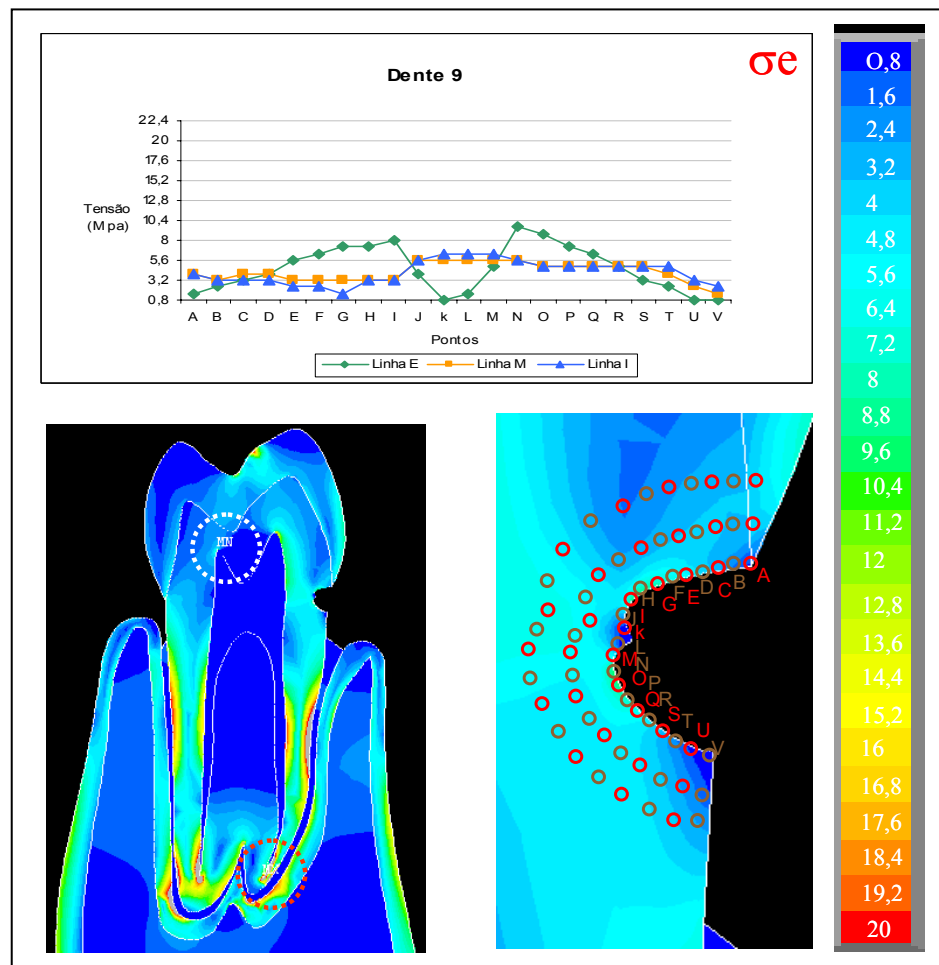 Dente 9
σe
22,4
20
17,6
15,2
12,8
10,4
8
5,6
3,2
0,8
Tensão
(Mpa)
A B C D E F G H I J k L M N O P Q R S T U V
Pontos
Linha E Linha M Linha I
O,8
1,6
2,4
3,2
4
4,8
5,6
6,4
7,2
8
8,8
9,6
10,4
11,2
12
12,8
13,6
14,4
15,2
16
16,8
17,6
18,4
19,2
20
MN
A
B
C
D
E
F
G
H
I
J
k
L
M
N
O
P
Q
R
S
T
U
V